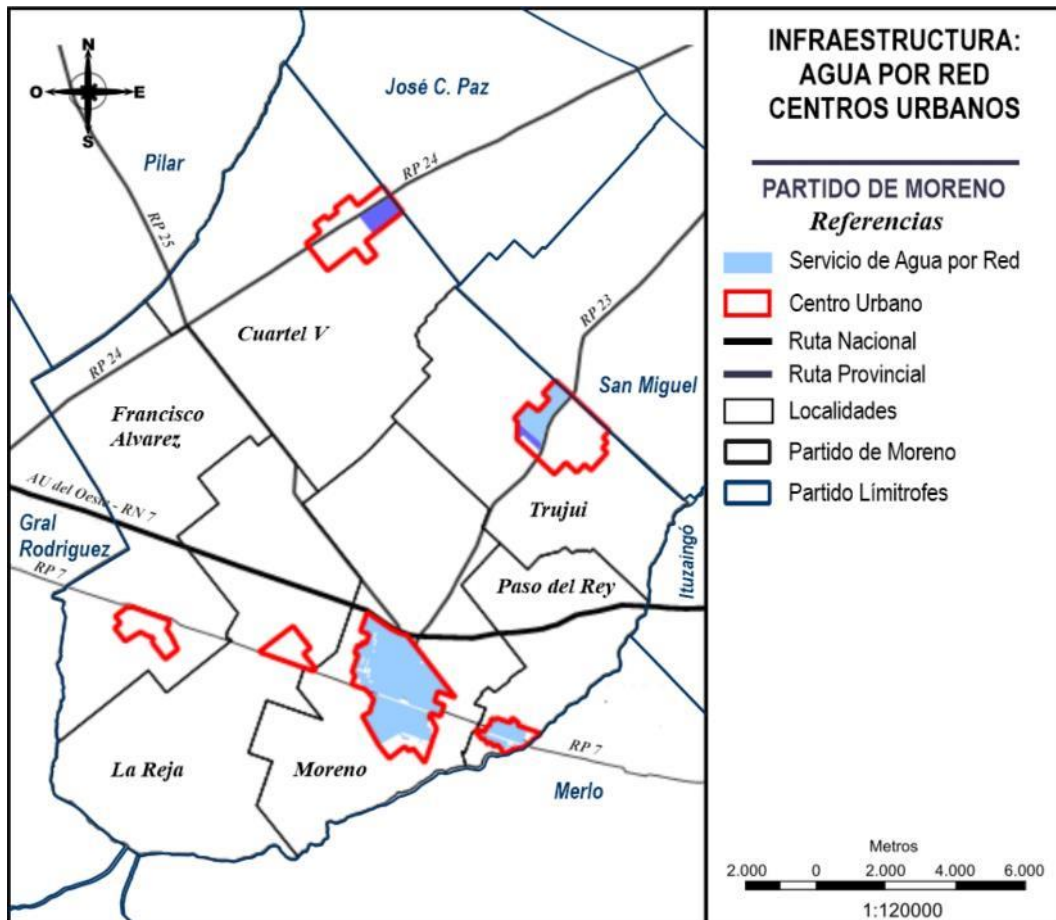 INFRAESTRUCTURA:
AGUA POR RED
CENTROS URBANOS
PARTIDO DE MORENO
Referencias
Servicio de Agua por Red
Centro Urbano
Ruta Nacional
Ruta Provincial
Localidades
Partido de Moreno
Partido Límitrofes
Metros
2.000 0 2.000 4.000 6.000
1:120000
N
O E
S
José C. Paz
Pilar
RP 24
RP 25
RP 23
Cuartel V
RP 24
San Miguel
Francisco
Alvarez
AU del Oeste - RN 7
Trujui
Gral
Rodriguez
Ituzaingó
RP 7
Paso del Rey
La Reja
Moreno
RP 7
Merlo